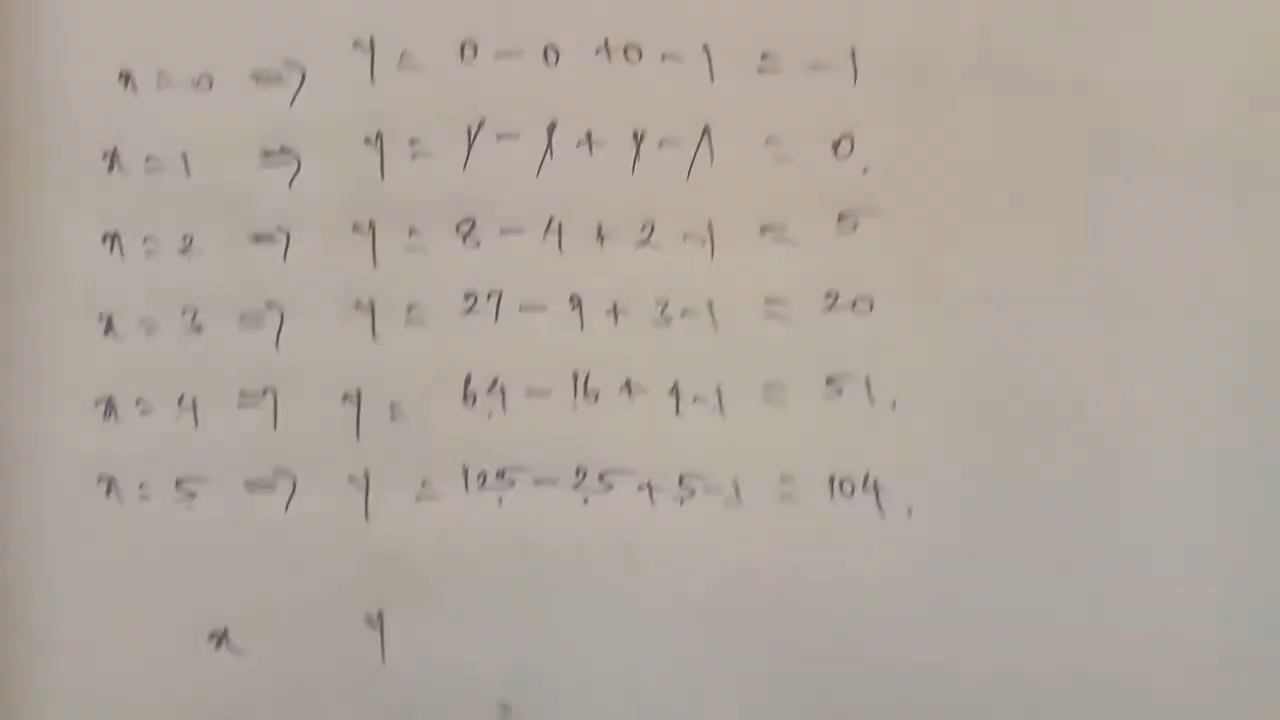 x = 0 ⇒ y = 0 - 0 + 0 - 1 = -1
x = 1 ⇒ y = 1 - 1 + 1 - 1 = 0.
x = 2 ⇒ y = 8 - 4 + 2 - 1 = 5
x = 3 ⇒ y = 27 - 9 + 3 - 1 = 20
x = 4 ⇒ y = 64 - 16 + 4 - 1 = 51.
x = 5 ⇒ y = 125 - 25 + 5 - 1 = 104.
x y